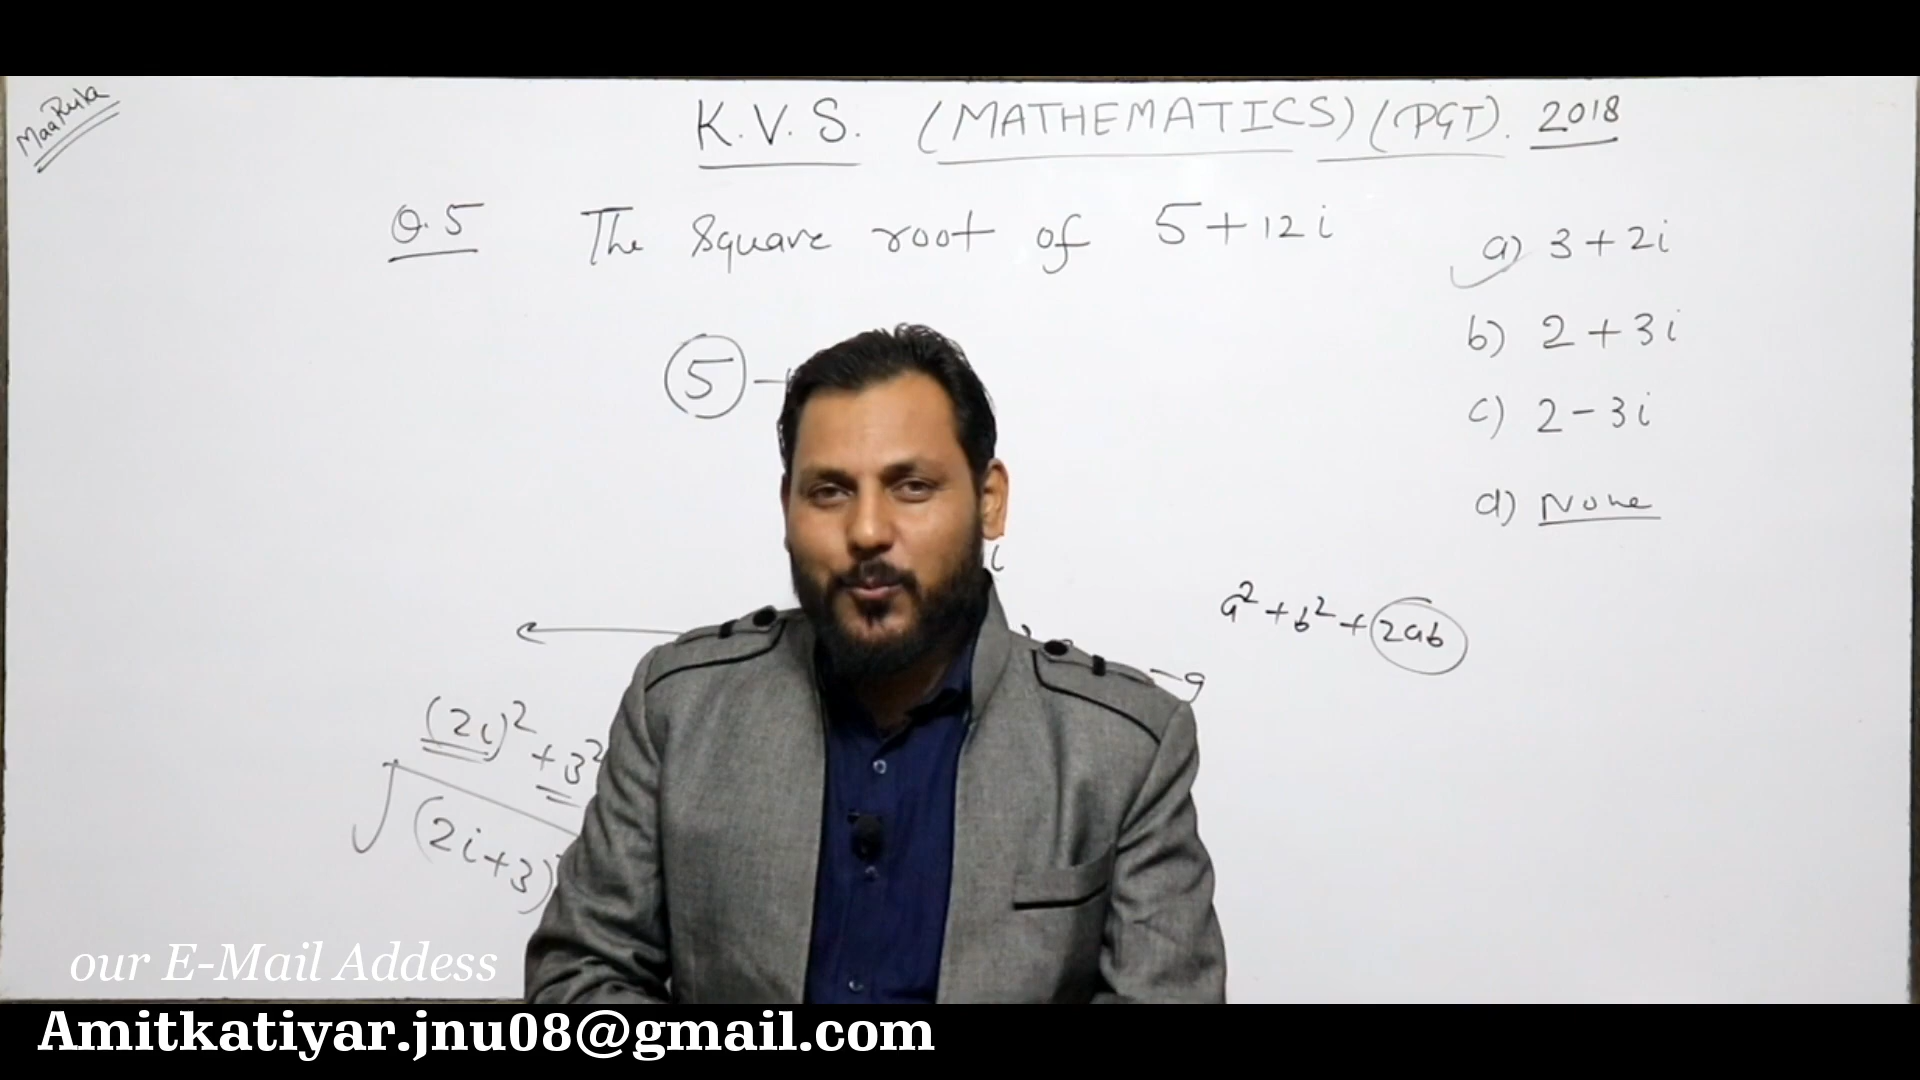 MaaRula
K.V.S. (MATHEMATICS) (PGT). 2018
Q.5 The square root of 5+12i
a) 3+2i
b) 2+3i
c) 2-3i
d) None
5
i
a²+b²+2ab
-9
(2i)²+3²
√(2i+3)
our E-Mail Addess
Amitkatiyar.jnu08@gmail.com